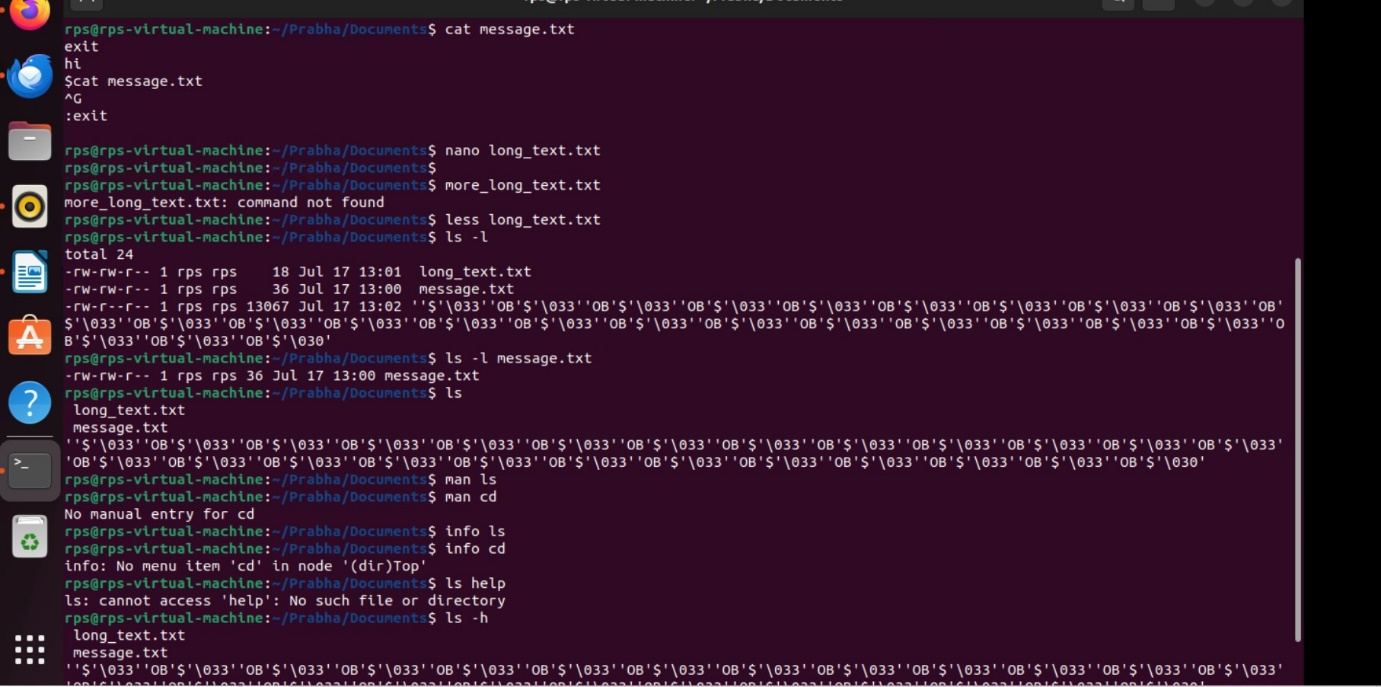 rps@rps-virtual-machine:~/Prabha/Documents$ cat message.txt
exit
hi
$cat message.txt
^G
:exit
rps@rps-virtual-machine:~/Prabha/Documents$ nano long_text.txt
rps@rps-virtual-machine:~/Prabha/Documents$
rps@rps-virtual-machine:~/Prabha/Documents$ more_long_text.txt
more_long_text.txt: command not found
rps@rps-virtual-machine:~/Prabha/Documents$ less long_text.txt
rps@rps-virtual-machine:~/Prabha/Documents$ ls -l
total 24
-rw-rw-r-- 1 rps rps    18 Jul 17 13:01  long_text.txt
-rw-rw-r-- 1 rps rps    36 Jul 17 13:00  message.txt
-rw-r--r-- 1 rps rps 13067 Jul 17 13:02 ''$'\033''OB'$'\033''OB'$'\033''OB'$'\033''OB'$'\033''OB'$'\033''OB'$'\033''OB'$'\033''OB'$'\033''OB'$'\033''OB'
$'\033''OB'$'\033''OB'$'\033''OB'$'\033''OB'$'\033''OB'$'\033''OB'$'\033''OB'$'\033''OB'$'\033''OB'$'\033''OB'$'\033''OB'$'\033''OB'$'\033''OB'$'\033''O
B'$'\033''OB'$'\033''OB'$'\030'
rps@rps-virtual-machine:~/Prabha/Documents$ ls -l message.txt
-rw-rw-r-- 1 rps rps 36 Jul 17 13:00 message.txt
rps@rps-virtual-machine:~/Prabha/Documents$ ls
 long_text.txt
 message.txt
''$'\033''OB'$'\033''OB'$'\033''OB'$'\033''OB'$'\033''OB'$'\033''OB'$'\033''OB'$'\033''OB'$'\033''OB'$'\033''OB'$'\033''OB'$'\033''OB'$'\033''OB'$'\033'
'OB'$'\033''OB'$'\033''OB'$'\033''OB'$'\033''OB'$'\033''OB'$'\033''OB'$'\033''OB'$'\033''OB'$'\033''OB'$'\033''OB'$'\033''OB'$'\030'
rps@rps-virtual-machine:~/Prabha/Documents$ man ls
rps@rps-virtual-machine:~/Prabha/Documents$ man cd
No manual entry for cd
rps@rps-virtual-machine:~/Prabha/Documents$ info ls
rps@rps-virtual-machine:~/Prabha/Documents$ info cd
info: No menu item 'cd' in node '(dir)Top'
rps@rps-virtual-machine:~/Prabha/Documents$ ls help
ls: cannot access 'help': No such file or directory
rps@rps-virtual-machine:~/Prabha/Documents$ ls -h
 long_text.txt
 message.txt
''$'\033''OB'$'\033''OB'$'\033''OB'$'\033''OB'$'\033''OB'$'\033''OB'$'\033''OB'$'\033''OB'$'\033''OB'$'\033''OB'$'\033''OB'$'\033''OB'$'\033''OB'$'\033'